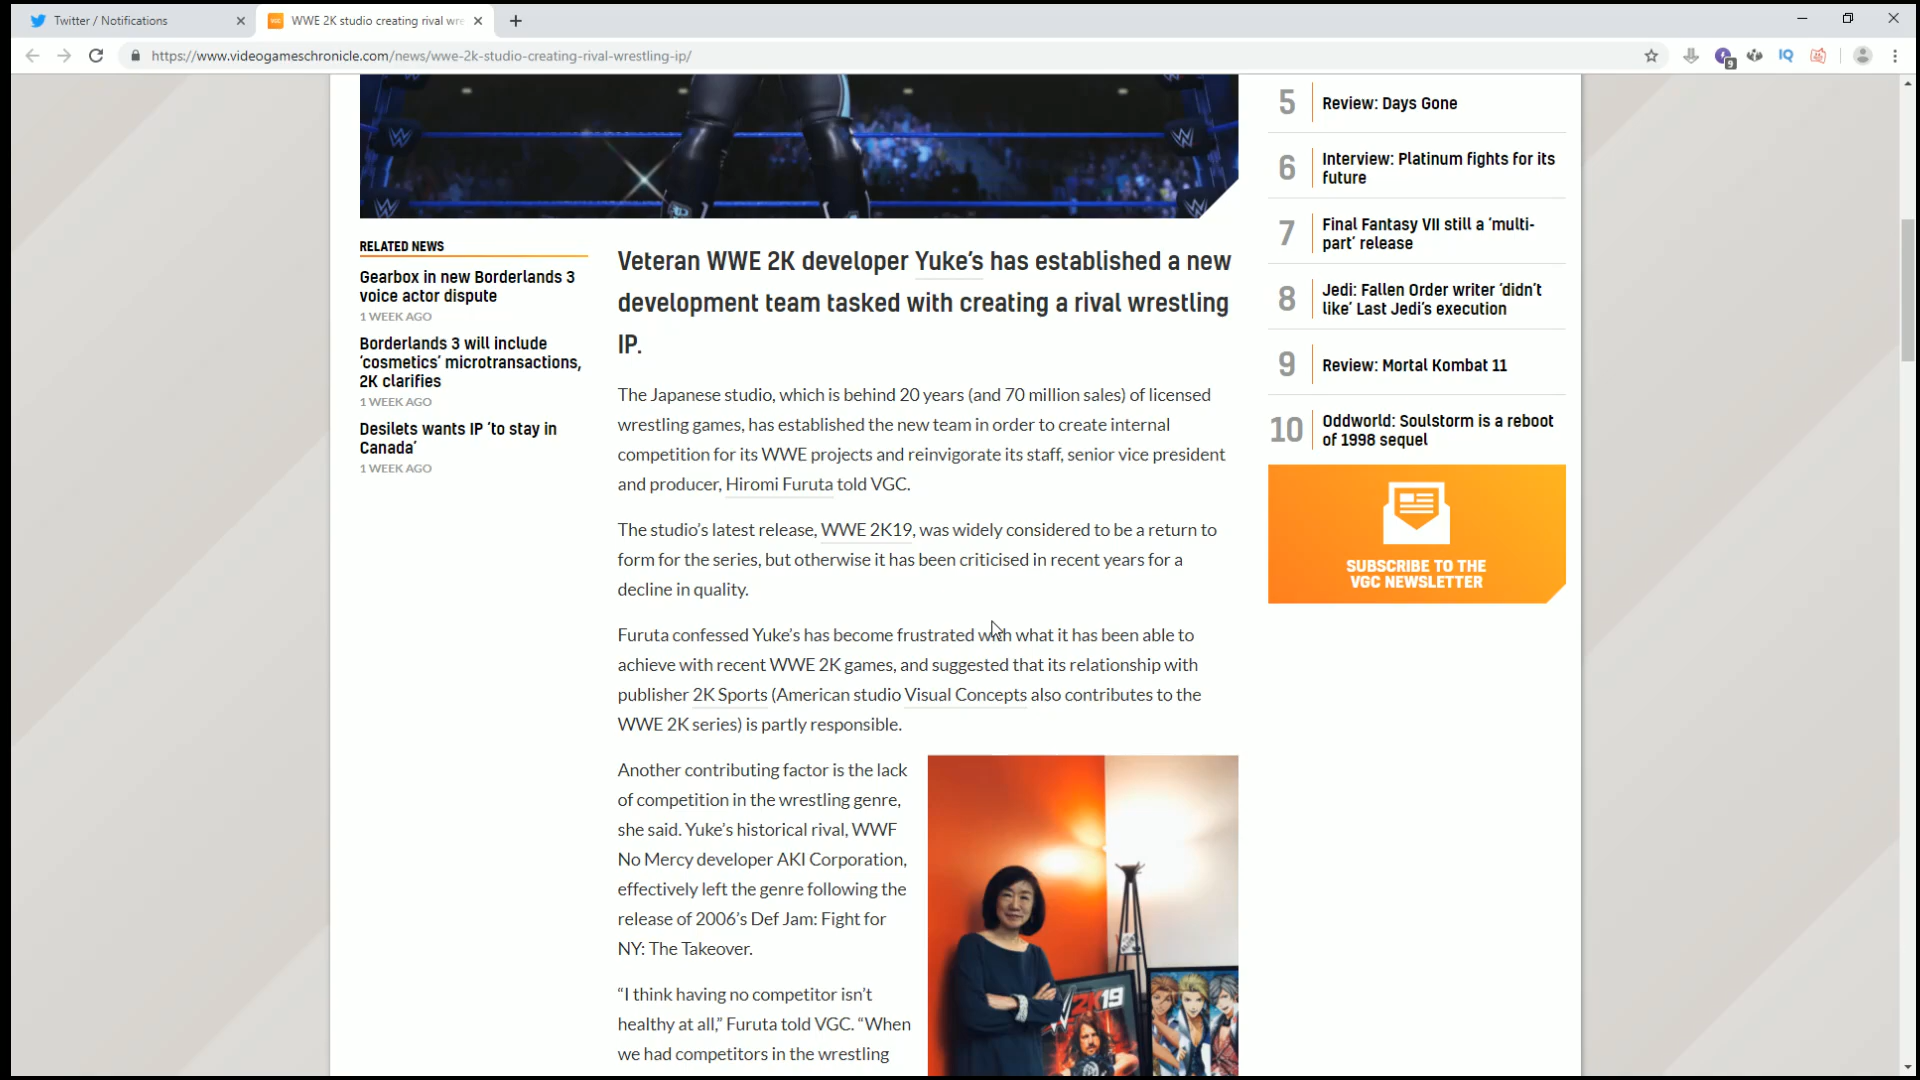 Twitter / Notifications
WWE 2K studio creating rival wre
https://www.videogameschronicle.com/news/wwe-2k-studio-creating-rival-wrestling-ip/
9
IQ
RELATED NEWS
Gearbox in new Borderlands 3
voice actor dispute
1 WEEK AGO
Borderlands 3 will include
‘cosmetics’ microtransactions,
2K clarifies
1 WEEK AGO
Desilets wants IP ‘to stay in
Canada’
1 WEEK AGO
Veteran WWE 2K developer Yuke’s has established a new
development team tasked with creating a rival wrestling
IP.
The Japanese studio, which is behind 20 years (and 70 million sales) of licensed
wrestling games, has established the new team in order to create internal
competition for its WWE projects and reinvigorate its staff, senior vice president
and producer, Hiromi Furuta told VGC.
The studio’s latest release, WWE 2K19, was widely considered to be a return to
form for the series, but otherwise it has been criticised in recent years for a
decline in quality.
Furuta confessed Yuke’s has become frustrated with what it has been able to
achieve with recent WWE 2K games, and suggested that its relationship with
publisher 2K Sports (American studio Visual Concepts also contributes to the
WWE 2K series) is partly responsible.
Another contributing factor is the lack
of competition in the wrestling genre,
she said. Yuke’s historical rival, WWF
No Mercy developer AKI Corporation,
effectively left the genre following the
release of 2006’s Def Jam: Fight for
NY: The Takeover.
“I think having no competitor isn’t
healthy at all,” Furuta told VGC. “When
we had competitors in the wrestling
2K19
5 Review: Days Gone
6 Interview: Platinum fights for its
future
7 Final Fantasy VII still a ‘multi-
part’ release
8 Jedi: Fallen Order writer ‘didn’t
like’ Last Jedi’s execution
9 Review: Mortal Kombat 11
10 Oddworld: Soulstorm is a reboot
of 1998 sequel
SUBSCRIBE TO THE
VGC NEWSLETTER